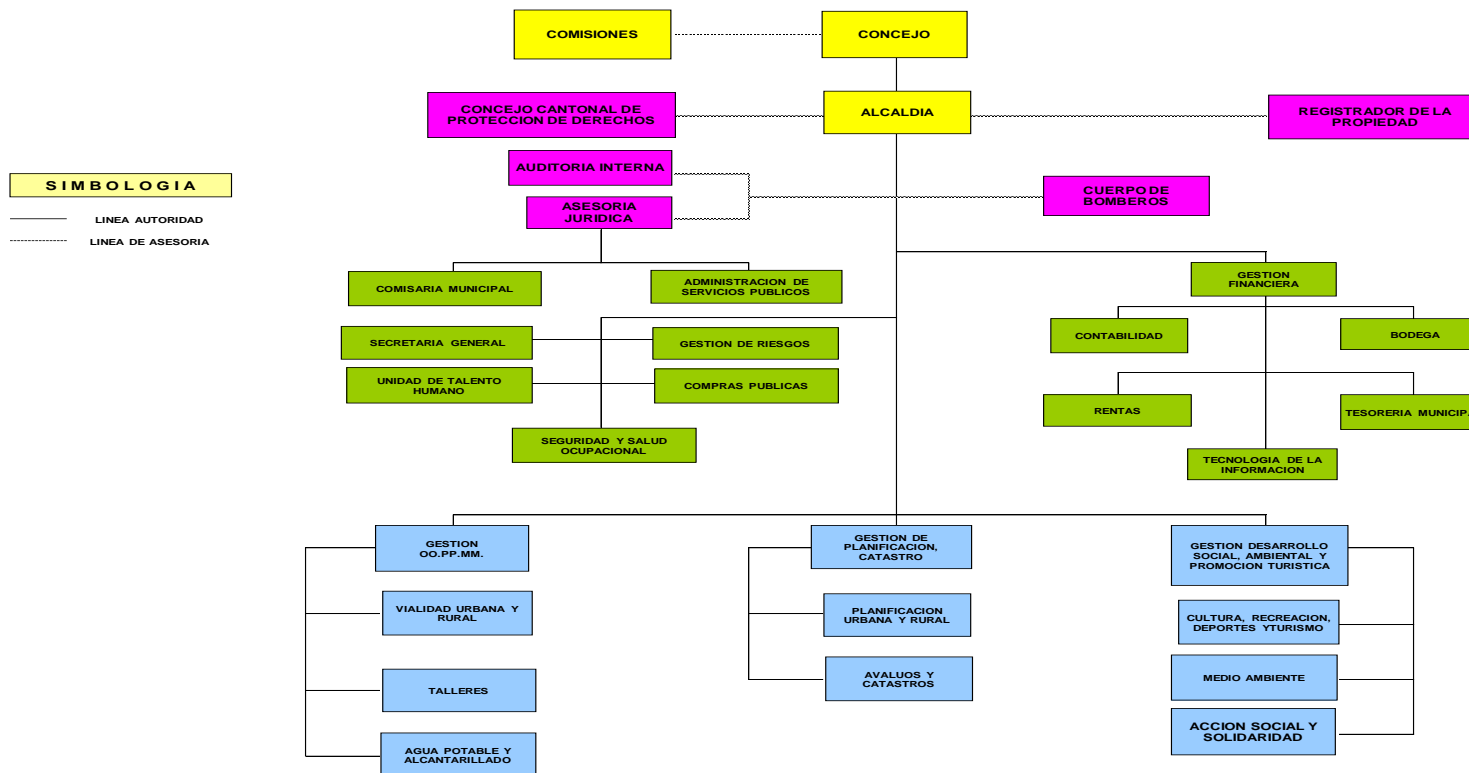 COMISIONES
CONCEJO
CONCEJO CANTONAL DE
PROTECCION DE DERECHOS
ALCALDIA
REGISTRADOR DE LA
PROPIEDAD
AUDITORIA INTERNA
SIMBOLOGIA
CUERPO DE
BOMBEROS
ASESORIA
JURIDICA
LINEA AUTORIDAD
LINEA DE ASESORIA
COMISARIA MUNICIPAL
ADMINISTRACION DE
SERVICIOS PUBLICOS
GESTION
FINANCIERA
SECRETARIA GENERAL
GESTION DE RIESGOS
CONTABILIDAD
BODEGA
UNIDAD DE TALENTO
HUMANO
COMPRAS PUBLICAS
RENTAS
TESORERIA MUNICIPA
SEGURIDAD Y SALUD
OCUPACIONAL
TECNOLOGIA DE LA
INFORMACION
GESTION
OO.PP.MM.
GESTION DE
PLANIFICACION,
CATASTRO
GESTION DESARROLLO
SOCIAL, AMBIENTAL Y
PROMOCION TURISTICA
VIALIDAD URBANA Y
RURAL
PLANIFICACION
URBANA Y RURAL
CULTURA, RECREACION,
DEPORTES YTURISMO
TALLERES
AVALUOS Y
CATASTROS
MEDIO AMBIENTE
AGUA POTABLE Y
ALCANTARILLADO
ACCION SOCIAL Y
SOLIDARIDAD